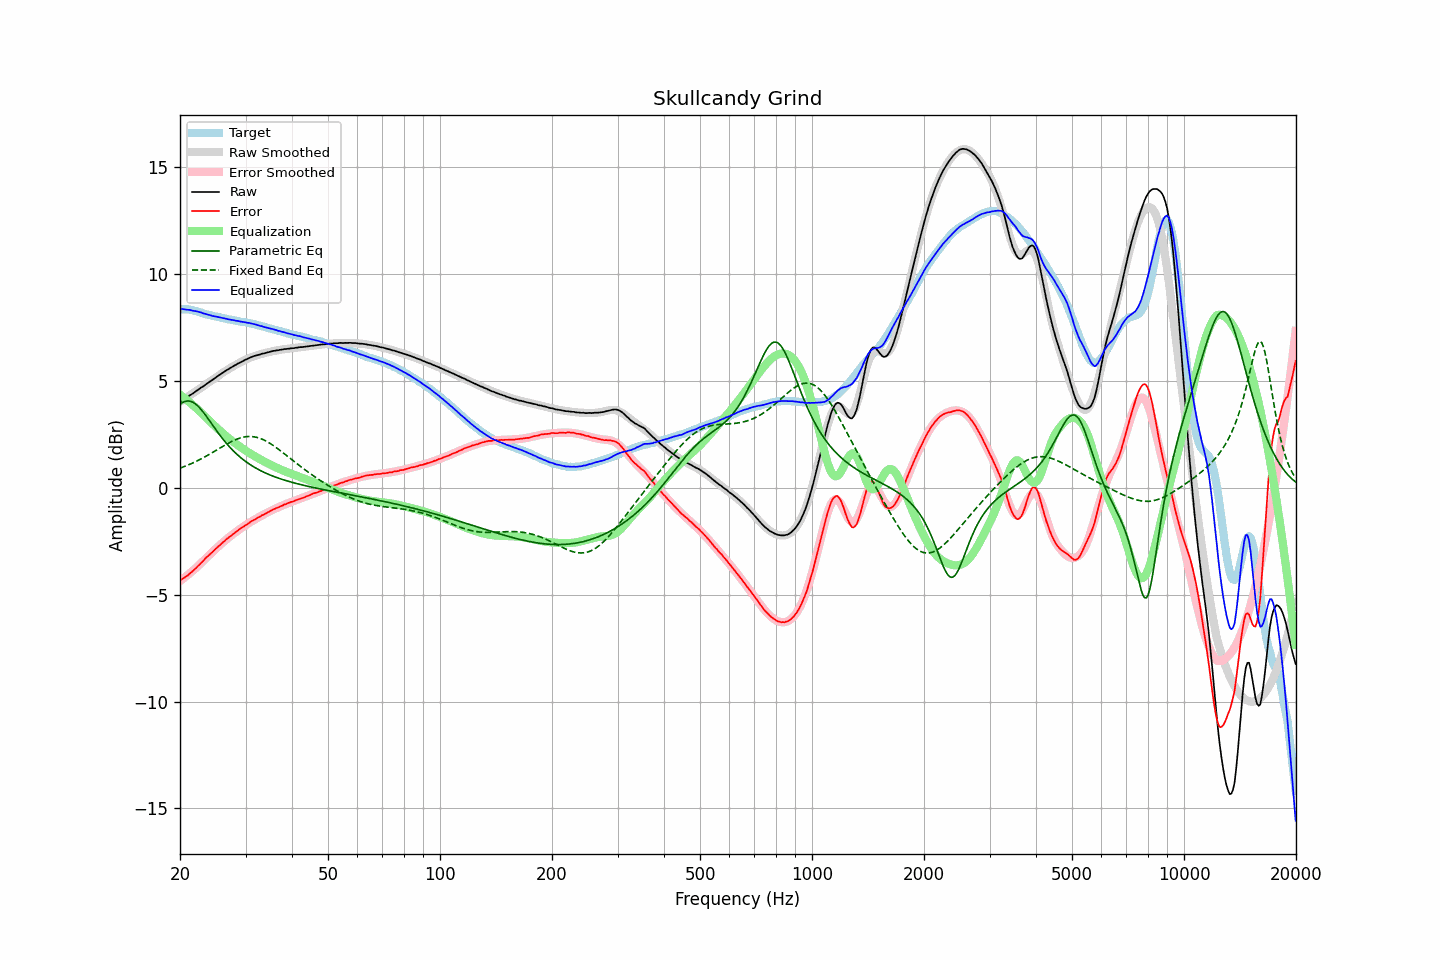 Skullcandy Grind
Target
Raw Smoothed
Error Smoothed
Raw
Error
Equalization
Parametric Eq
Fixed Band Eq
Equalized
Amplitude (dBr)
15
10
5
0
−5
−10
−15
20
50
100
200
500
1000
2000
5000
10000
20000
Frequency (Hz)